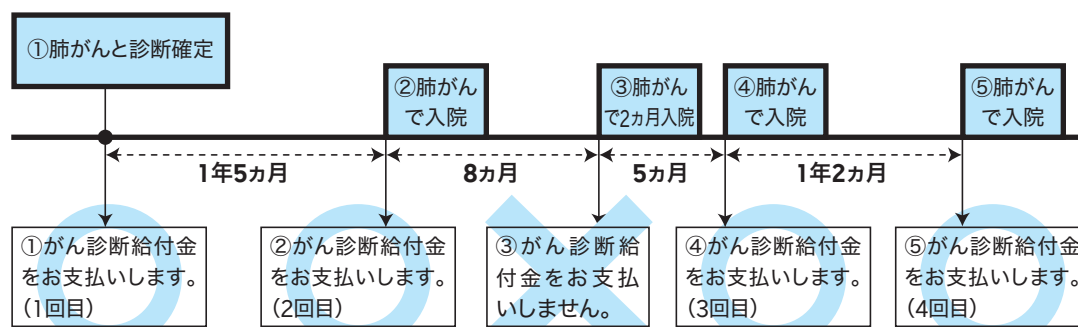 ①肺がんと診断確定
②肺がん
で入院
③肺がん
で2ヵ月入院
④肺がん
で入院
⑤肺がん
で入院
1年5ヵ月
8ヵ月
5ヵ月
1年2ヵ月
①がん診断給付金
をお支払いします。
（1回目）
②がん診断給付金
をお支払いします。
（2回目）
③がん診断給
付金をお支払
いしません。
④がん診断給付金
をお支払いします。
（3回目）
⑤がん診断給付金
をお支払いします。
（4回目）